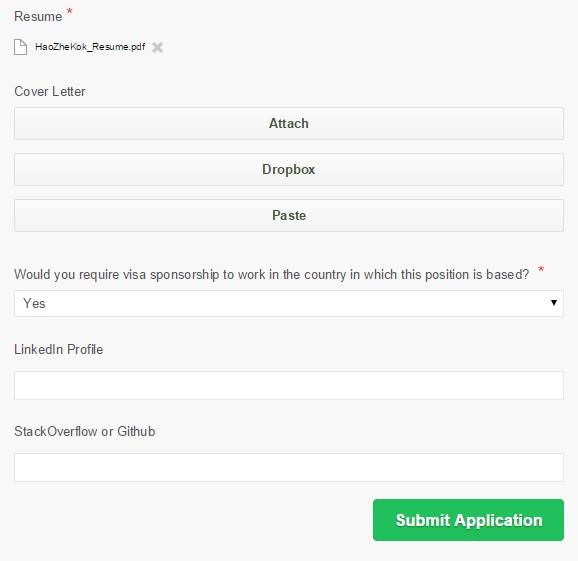 Resume *
HaoZheKok_Resume.pdf
Cover Letter
Attach
Dropbox
Paste
Would you require visa sponsorship to work in the country in which this position is based? *
Yes
LinkedIn Profile
StackOverflow or Github
Submit Application